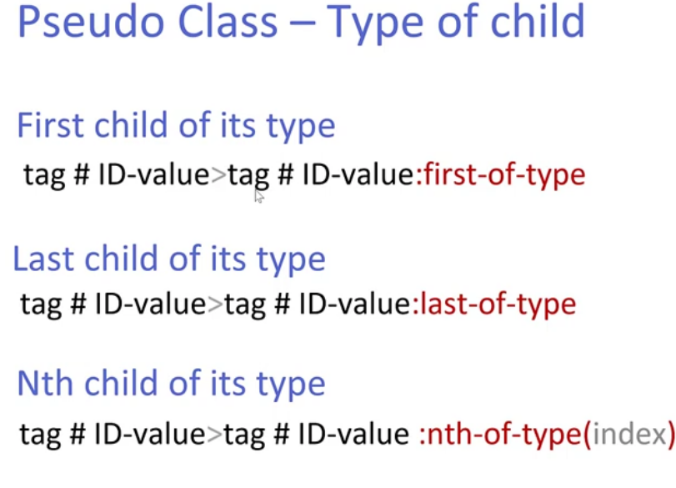 Pseudo Class – Type of child
First child of its type
tag # ID-value>tag # ID-value:first-of-type
Last child of its type
tag # ID-value>tag # ID-value:last-of-type
Nth child of its type
tag # ID-value>tag # ID-value :nth-of-type(index)